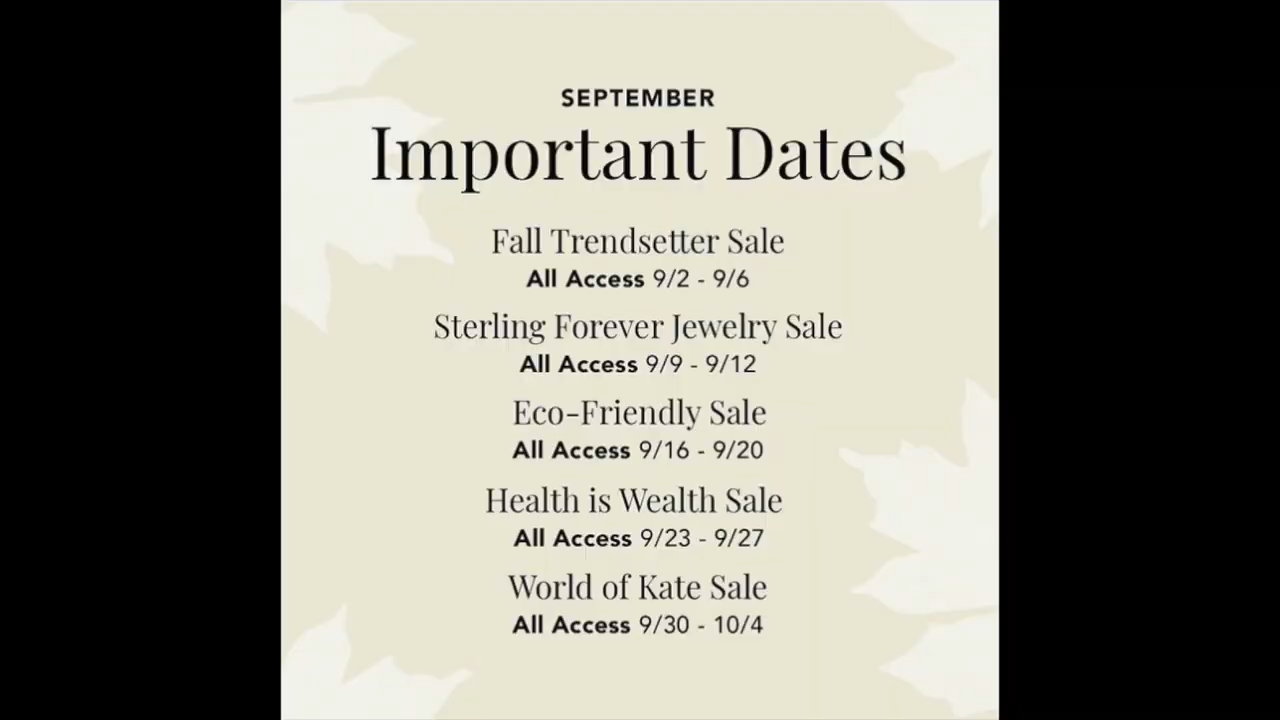 SEPTEMBER
Important Dates
Fall Trendsetter Sale
All Access 9/2 - 9/6
Sterling Forever Jewelry Sale
All Access 9/9 - 9/12
Eco-Friendly Sale
All Access 9/16 - 9/20
Health is Wealth Sale
All Access 9/23 - 9/27
World of Kate Sale
All Access 9/30 - 10/4